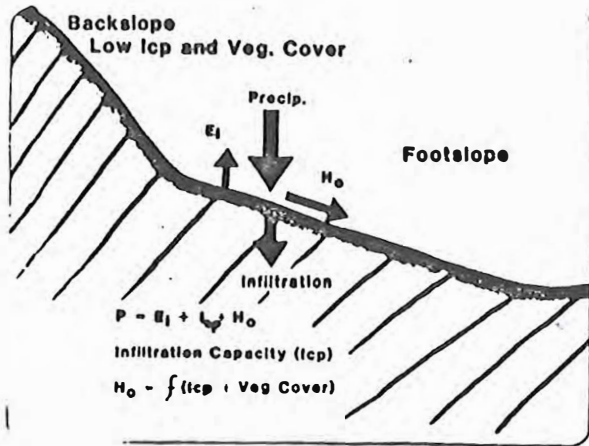 Backslope
Low Icp and Veg. Cover
Precip.
Ei
Ho
Footslope
Infiltration
P = Ei + + Ho
Infiltration Capacity (Icp)
Ho = f(Icp + Veg Cover)